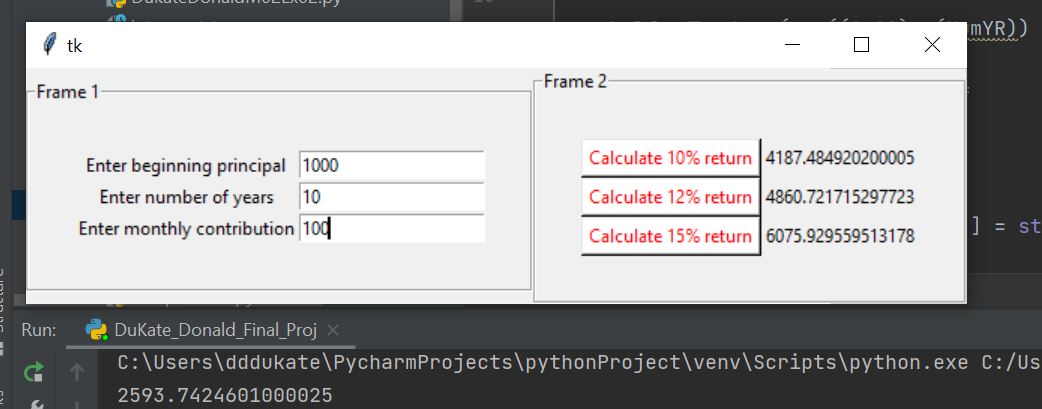 DuKateDonaldM02Lex02.py
mYR))
tk
Frame 1
Enter beginning principal 1000
Enter number of years 10
Enter monthly contribution 100
Frame 2
Calculate 10% return 4187.484920200005
Calculate 12% return 4860.721715297723
Calculate 15% return 6075.929559513178
] = st
Run: DuKate_Donald_Final_Proj
C:\Users\dddukate\PycharmProjects\pythonProject\venv\Scripts\python.exe C:/Us
2593.7424601000025